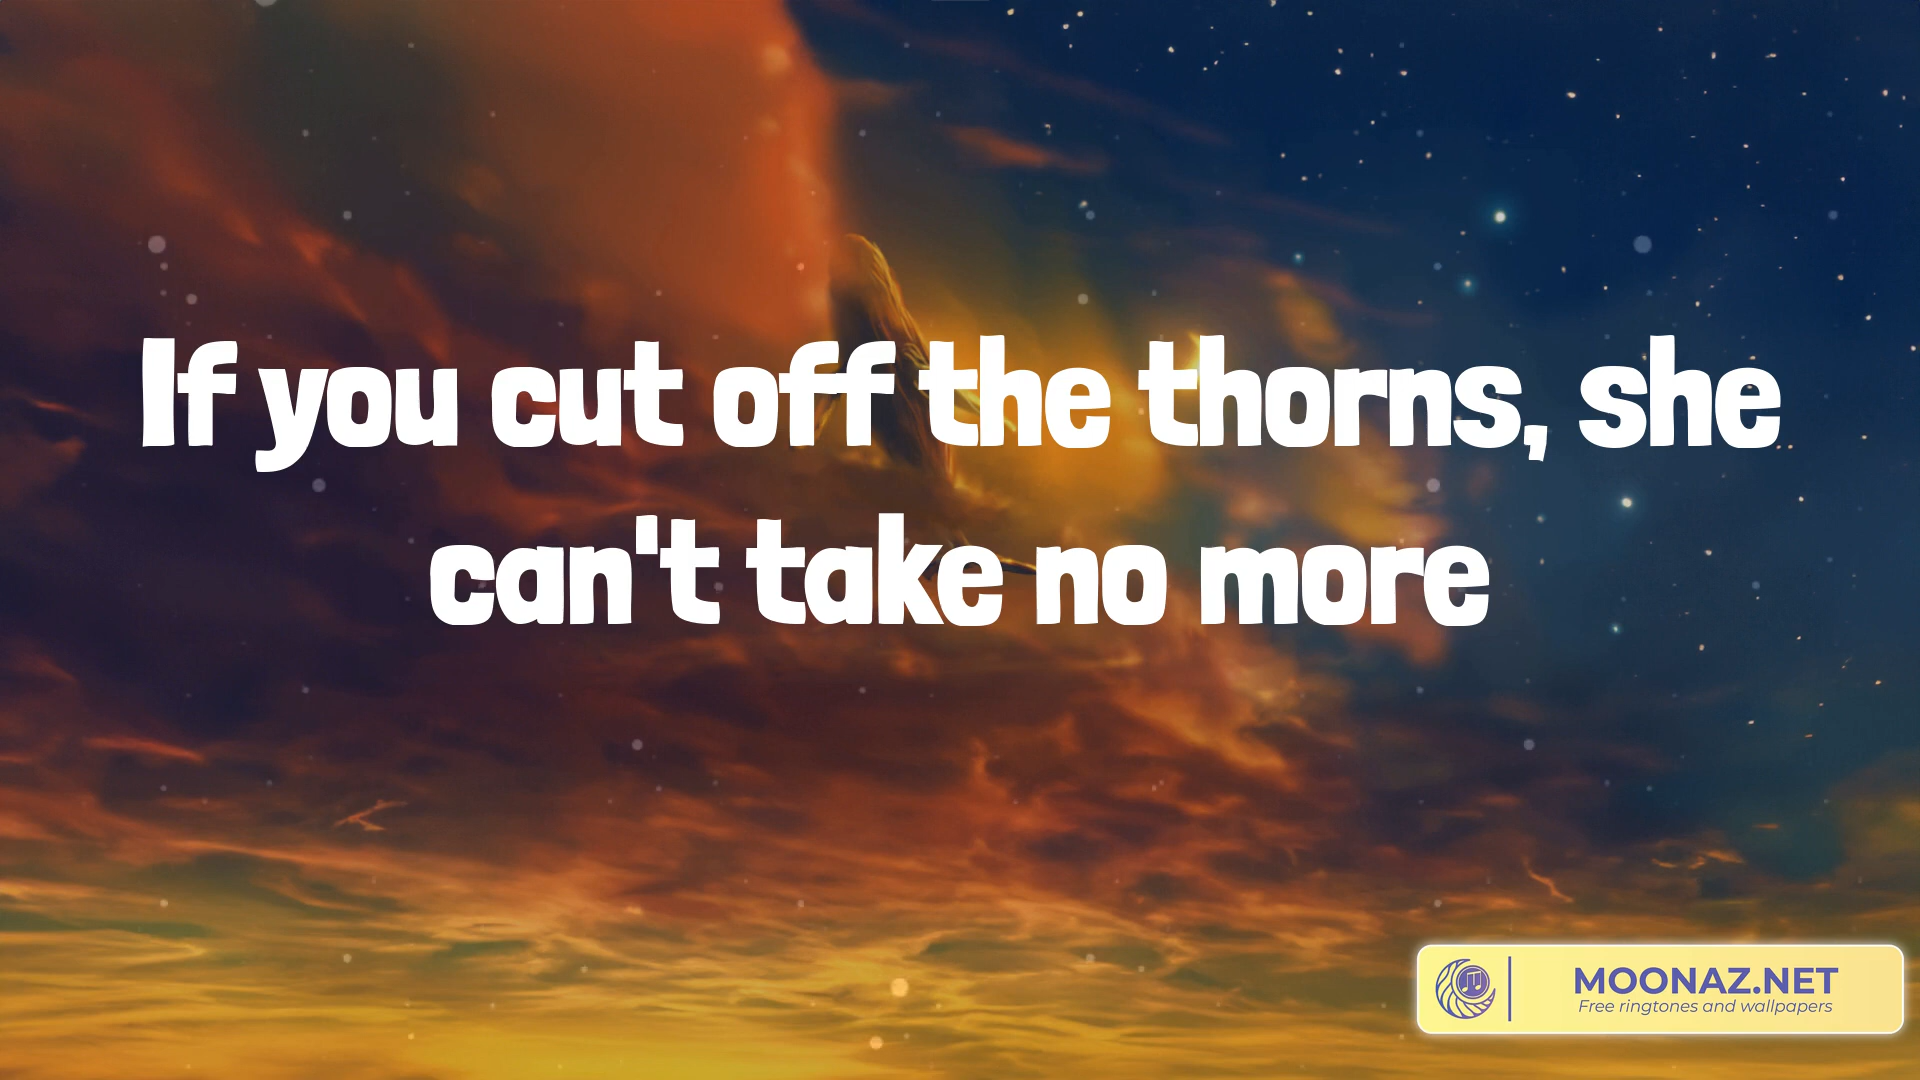 If you cut off the thorns, she
can't take no more
MOONAZ.NET
Free ringtones and wallpapers